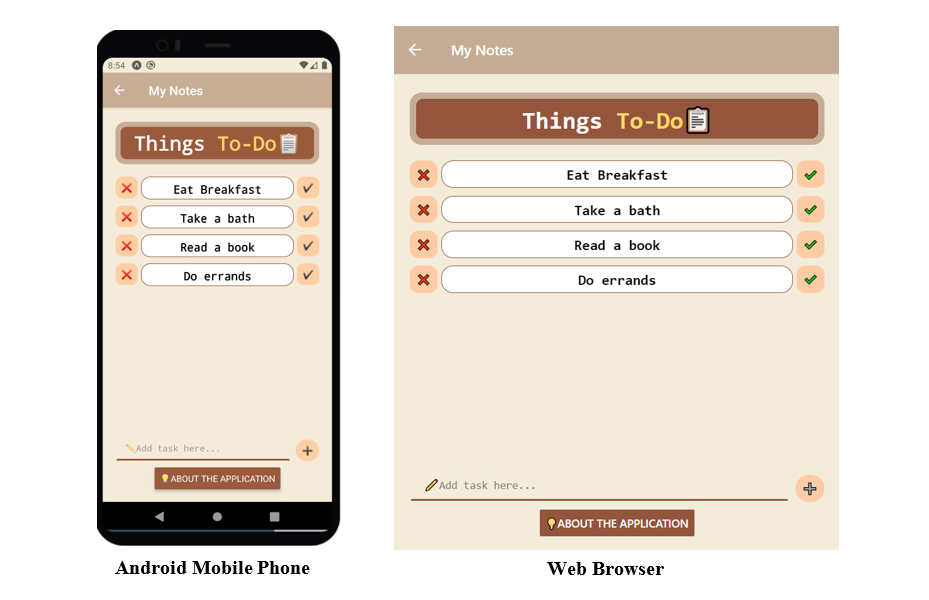 8:54
My Notes
Things To-Do
Eat Breakfast
Take a bath
Read a book
Do errands
Add task here...
+
ABOUT THE APPLICATION
Android Mobile Phone
My Notes
Things To-Do
Eat Breakfast
Take a bath
Read a book
Do errands
Add task here...
ABOUT THE APPLICATION
Web Browser